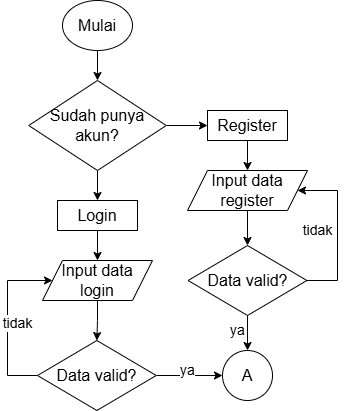 Mulai
Sudah punya
akun?
Register
Input data
register
tidak
Login
Data valid?
ya
Input data
login
tidak
Data valid?
ya
A